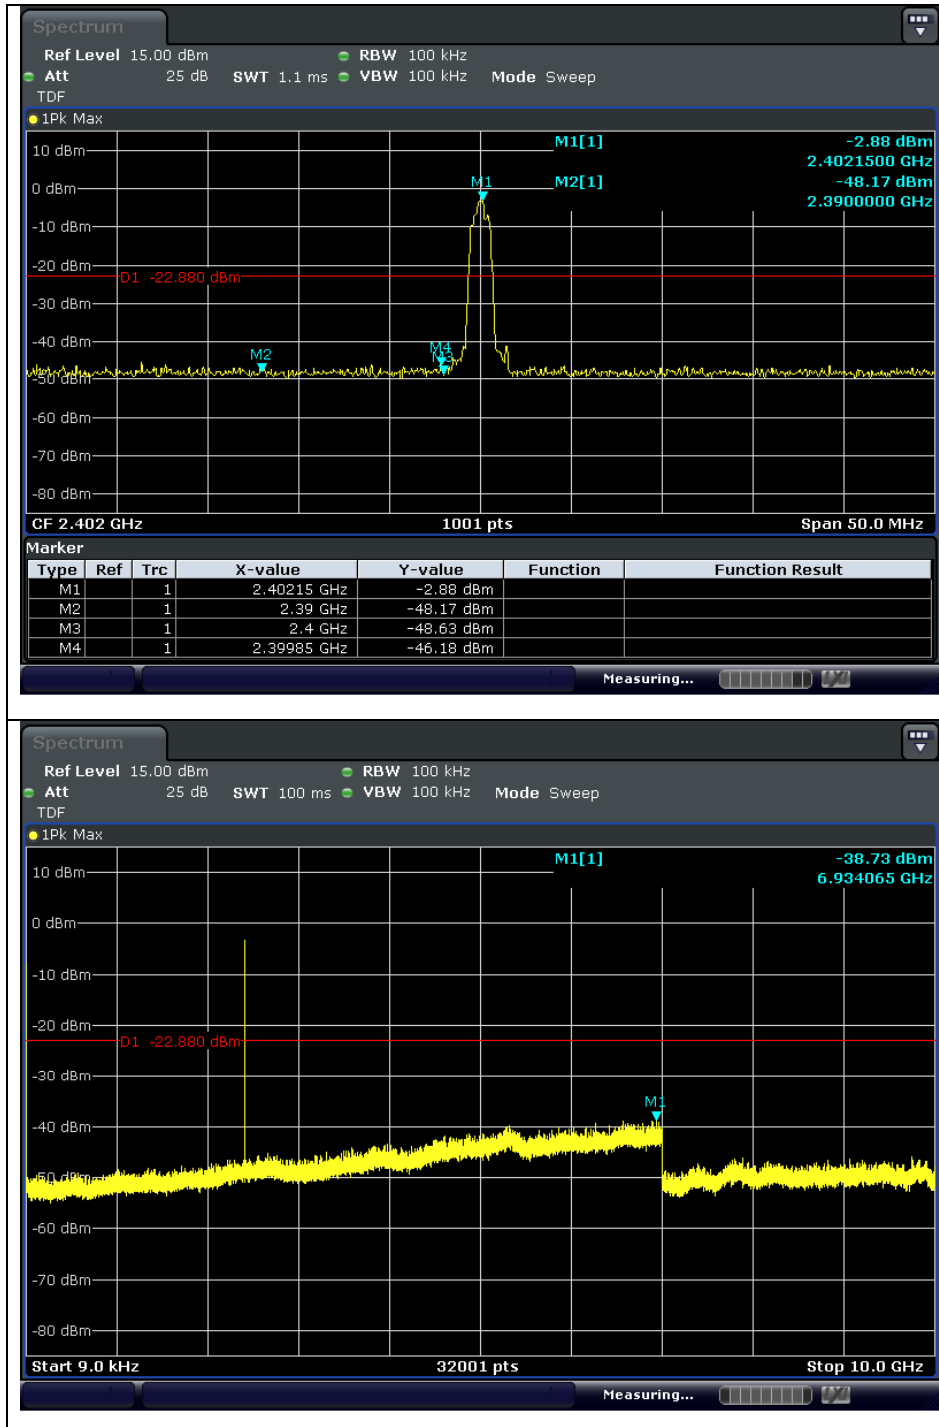 Spectrum
Ref Level 15.00 dBm RBW 100 kHz
Att 25 dB SWT 1.1 ms VBW 100 kHz Mode Sweep
TDF
1Pk Max
M1[1] -2.88 dBm
2.4021500 GHz
M2[1] -48.17 dBm
2.3900000 GHz
10 dBm
0 dBm
M1
-10 dBm
-20 dBm
D1 -22.880 dBm
-30 dBm
-40 dBm
M2
M4
M3
-50 dBm
-60 dBm
-70 dBm
-80 dBm
CF 2.402 GHz 1001 pts Span 50.0 MHz
Marker
Type Ref Trc X-value Y-value Function Function Result
M1 1 2.40215 GHz -2.88 dBm
M2 1 2.39 GHz -48.17 dBm
M3 1 2.4 GHz -48.63 dBm
M4 1 2.39985 GHz -46.18 dBm
Measuring...
Spectrum
Ref Level 15.00 dBm RBW 100 kHz
Att 25 dB SWT 100 ms VBW 100 kHz Mode Sweep
TDF
1Pk Max
M1[1] -38.73 dBm
6.934065 GHz
10 dBm
0 dBm
-10 dBm
-20 dBm
D1 -22.880 dBm
-30 dBm
M1
-40 dBm
-50 dBm
-60 dBm
-70 dBm
-80 dBm
Start 9.0 kHz 32001 pts Stop 10.0 GHz
Measuring...